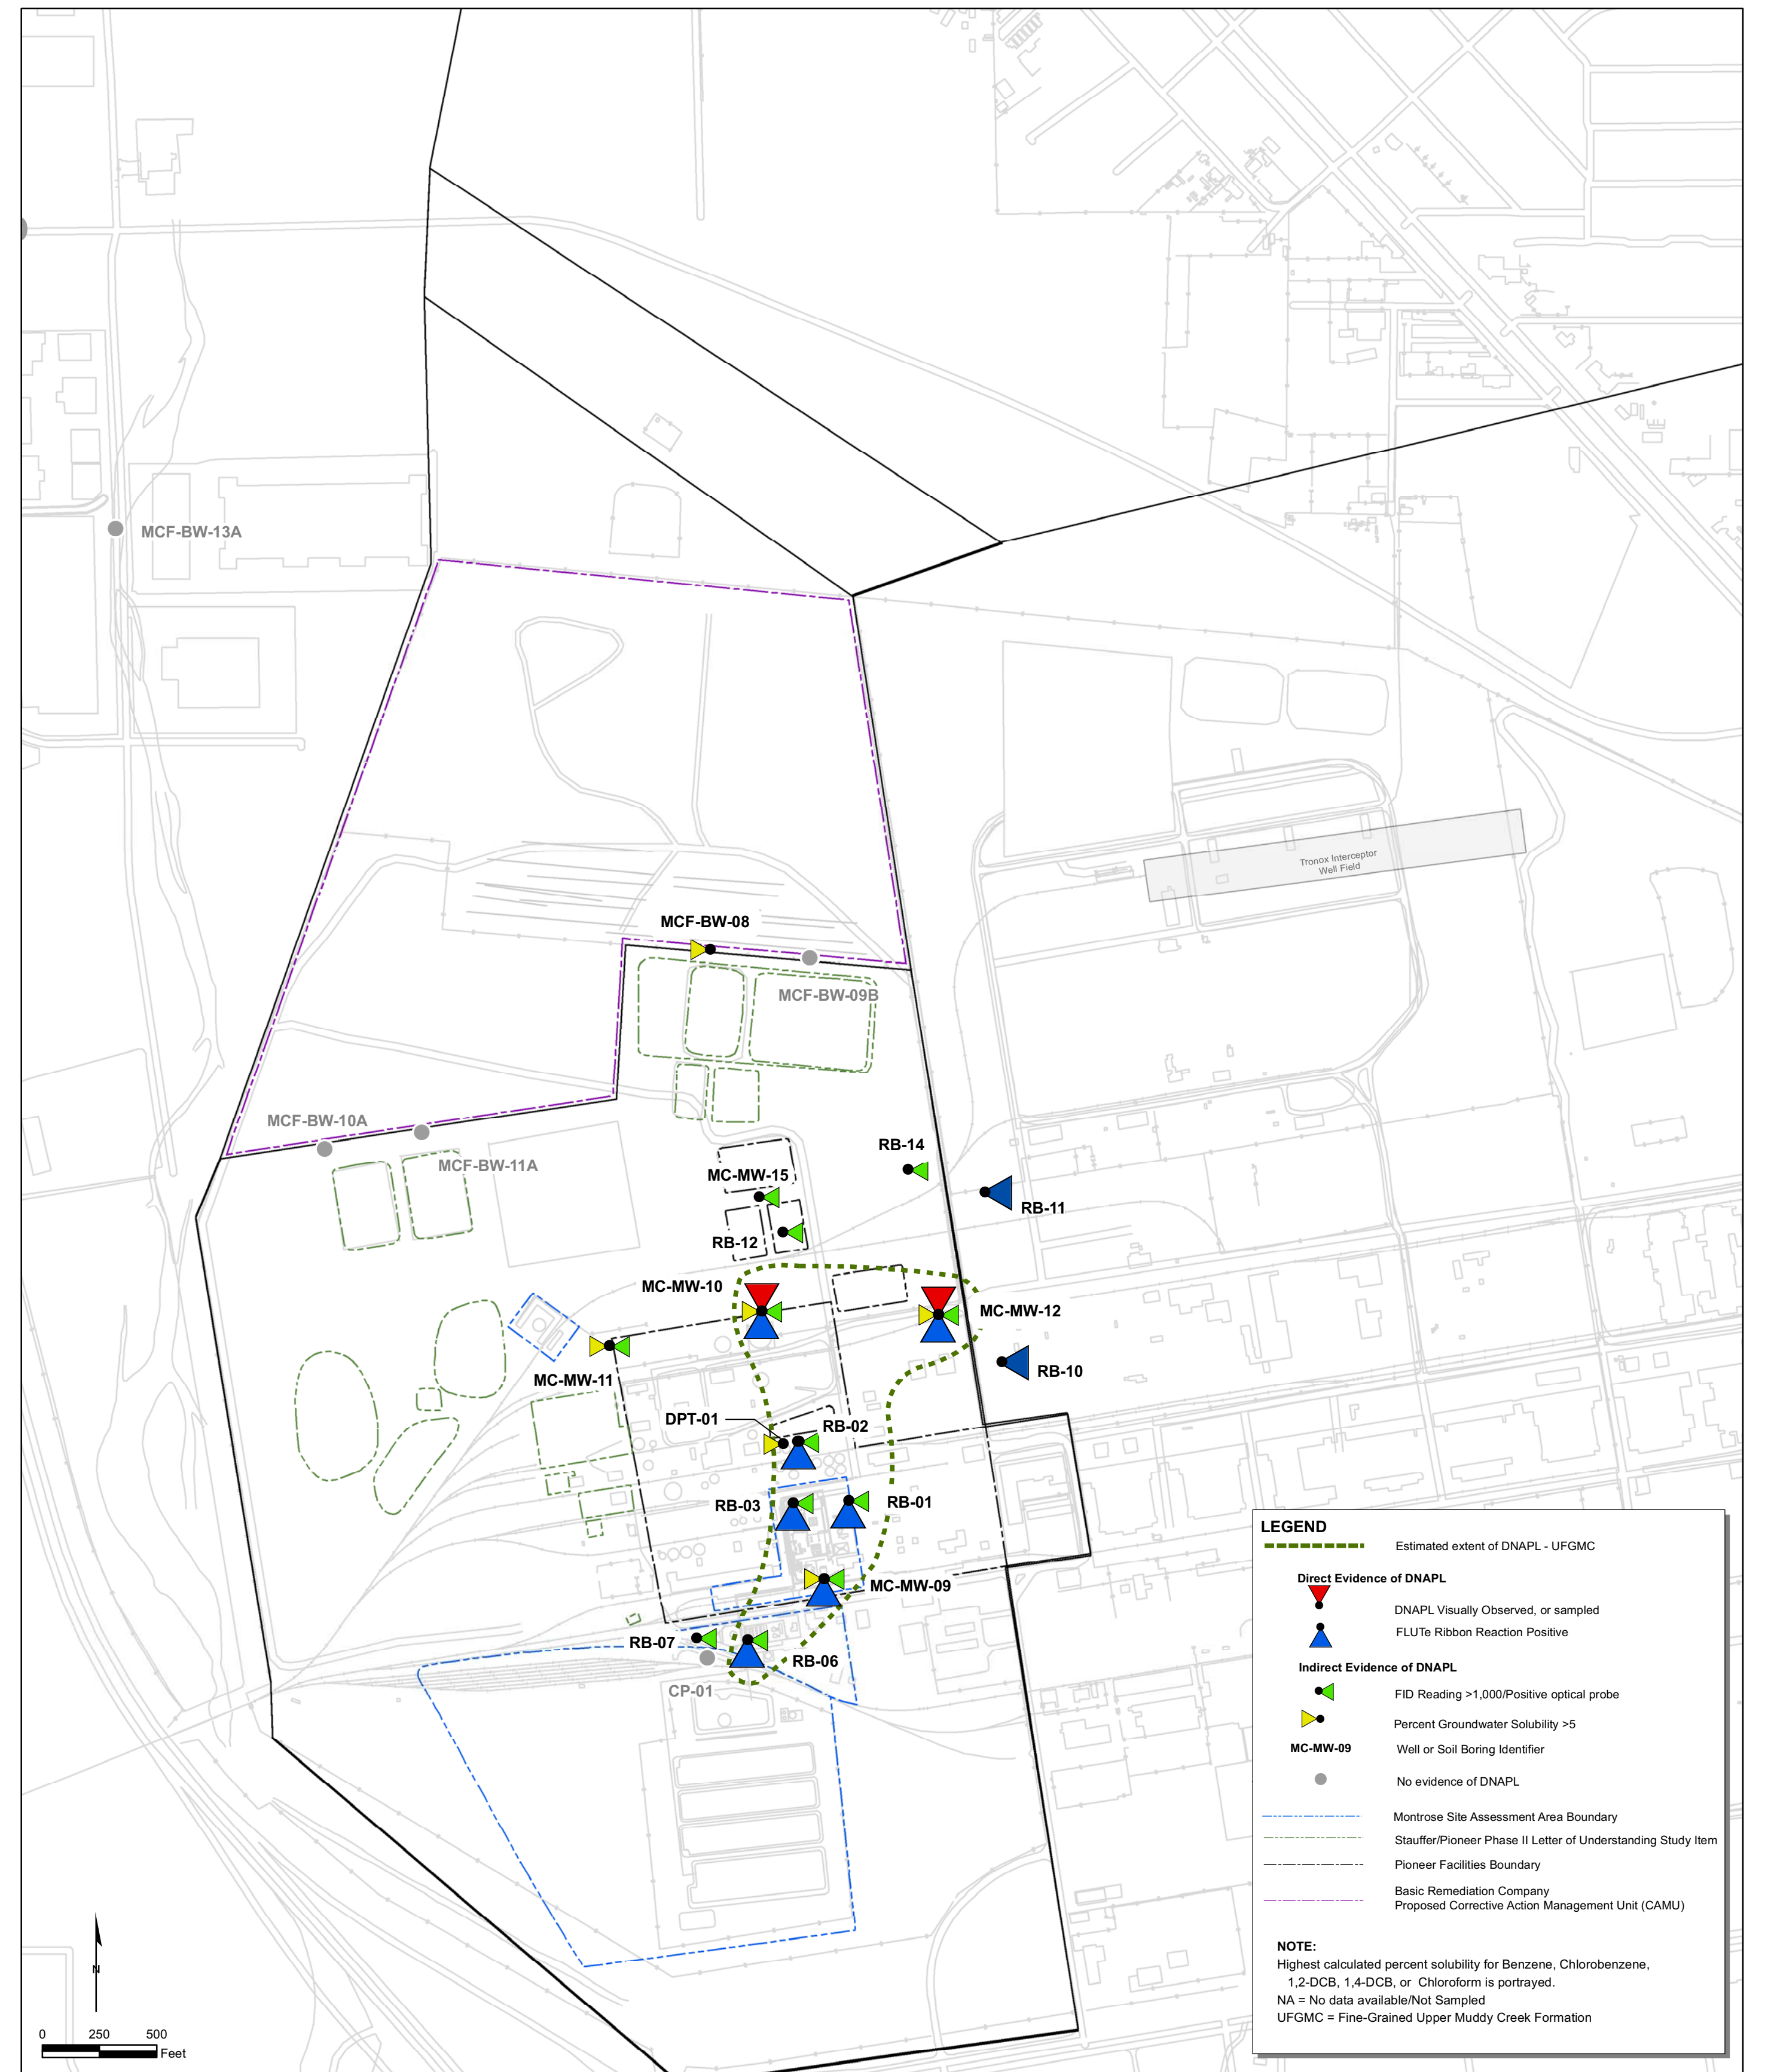 MCF-BW-13A
Tronox Interceptor
Well Field
MCF-BW-08
MCF-BW-09B
MCF-BW-10A
MCF-BW-11A
RB-14
MC-MW-15
RB-11
RB-12
MC-MW-10
MC-MW-12
RB-10
MC-MW-11
DPT-01
RB-02
RB-03
RB-01
MC-MW-09
RB-07
RB-06
CP-01
LEGEND
Estimated extent of DNAPL - UFGMC
Direct Evidence of DNAPL
DNAPL Visually Observed, or sampled
FLUTe Ribbon Reaction Positive
Indirect Evidence of DNAPL
FID Reading >1,000/Positive optical probe
Percent Groundwater Solubility >5
MC-MW-09 Well or Soil Boring Identifier
No evidence of DNAPL
Montrose Site Assessment Area Boundary
Stauffer/Pioneer Phase II Letter of Understanding Study Item
Pioneer Facilities Boundary
Basic Remediation Company
Proposed Corrective Action Management Unit (CAMU)
NOTE:
Highest calculated percent solubility for Benzene, Chlorobenzene,
1,2-DCB, 1,4-DCB, or Chloroform is portrayed.
NA = No data available/Not Sampled
UFGMC = Fine-Grained Upper Muddy Creek Formation
N
0 250 500
Feet